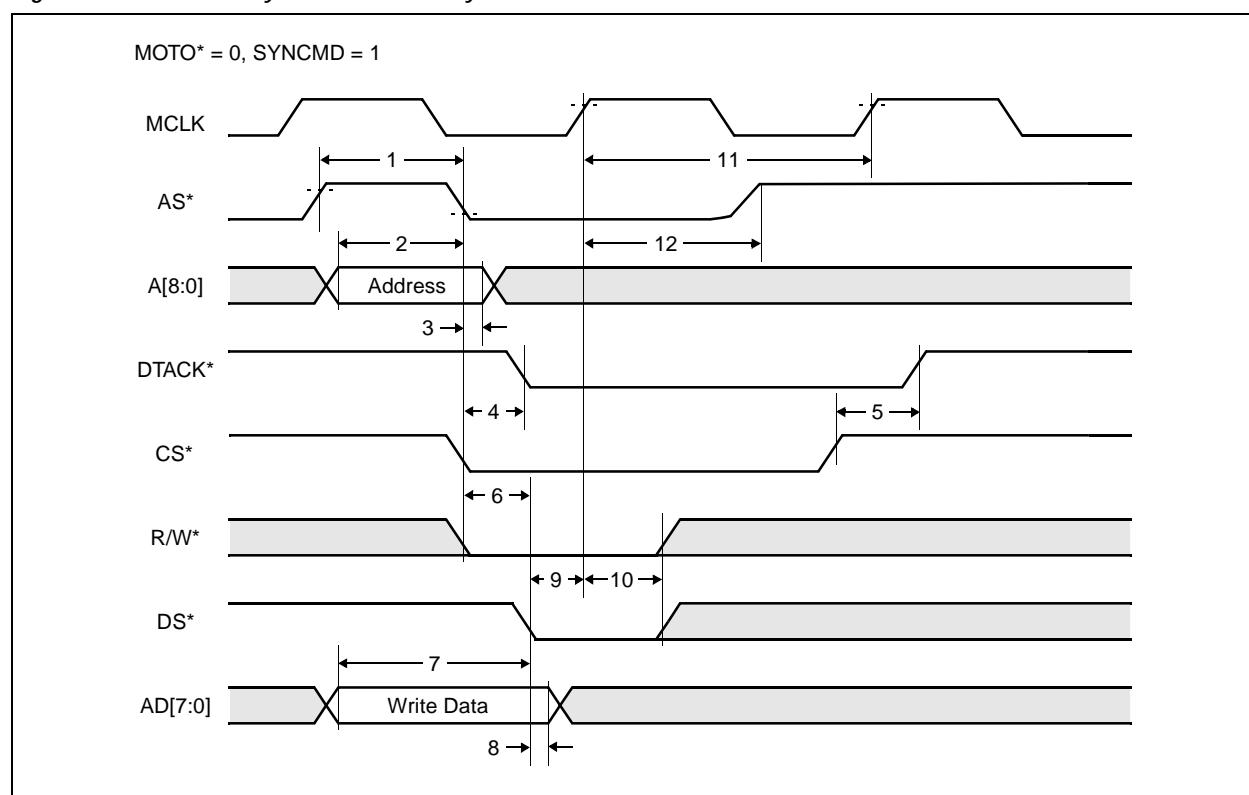 MOTO* = 0, SYNCMD = 1
MCLK
1
11
AS*
2
12
A[8:0]
Address
3
DTACK*
4
5
CS*
6
R/W*
9
10
DS*
7
AD[7:0]
Write Data
8